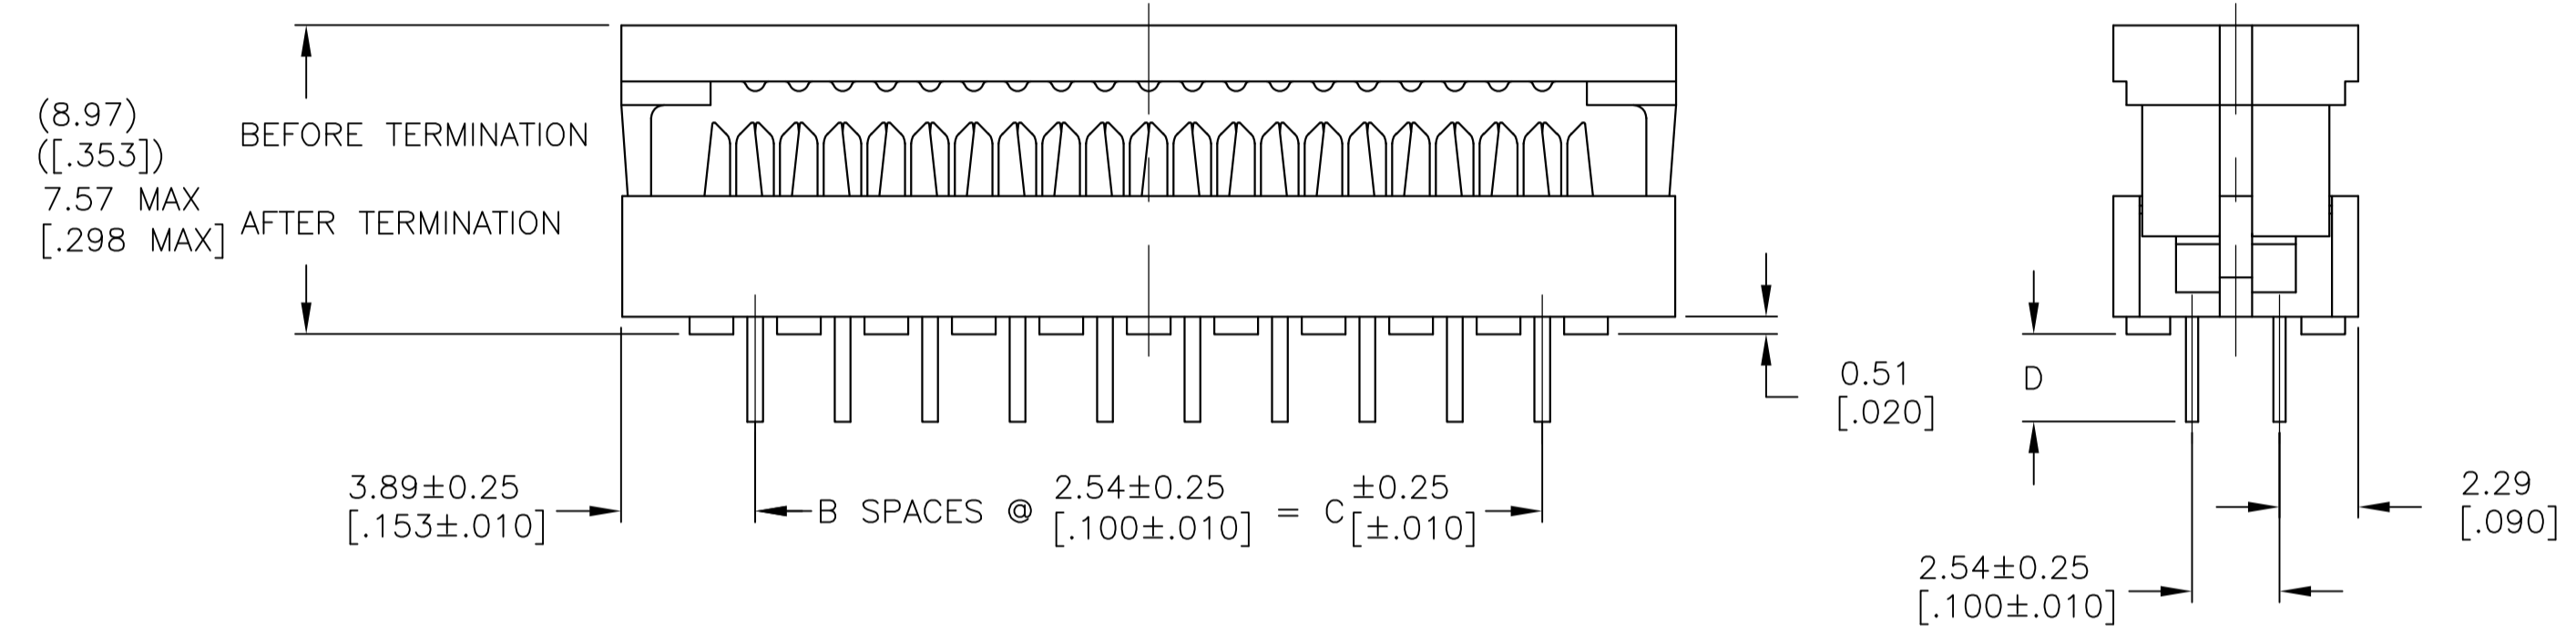 (8.97)
([.353])
BEFORE TERMINATION
7.57 MAX
[.298 MAX]
AFTER TERMINATION
3.89±0.25
[.153±.010]
B SPACES @ 2.54±0.25 [.100±.010] = C ±0.25 [±.010]
0.51
[.020]
D
2.29
[.090]
2.54±0.25
[.100±.010]